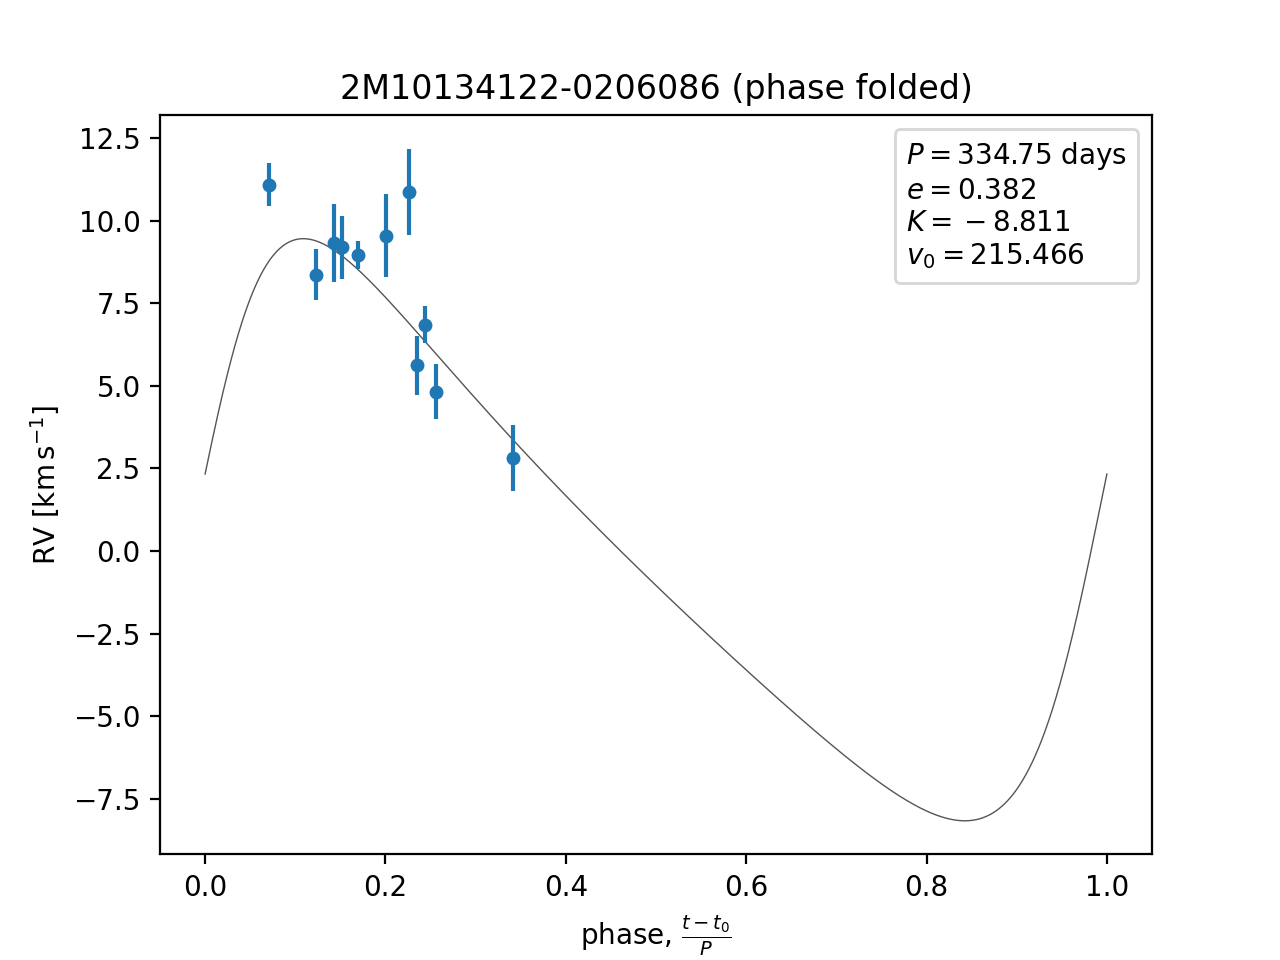 2M10134122-0206086 (phase folded)
P = 334.75 days
e = 0.382
K = −8.811
v₀ = 215.466
RV [km s⁻¹]
12.5
10.0
7.5
5.0
2.5
0.0
−2.5
−5.0
−7.5
0.0 0.2 0.4 0.6 0.8 1.0
phase, (t − t₀)/P